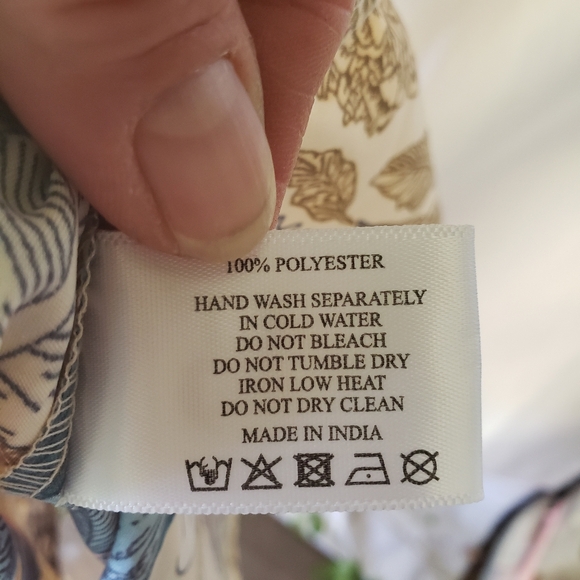 100% POLYESTER
HAND WASH SEPARATELY
IN COLD WATER
DO NOT BLEACH
DO NOT TUMBLE DRY
IRON LOW HEAT
DO NOT DRY CLEAN
MADE IN INDIA